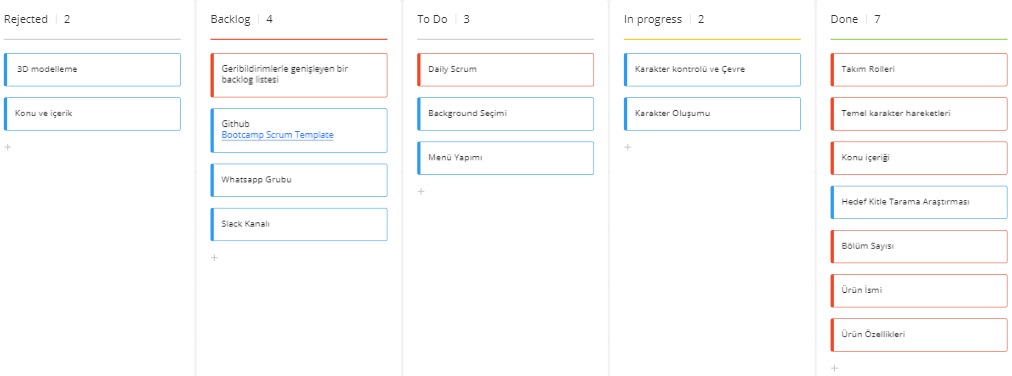 Rejected 2
3D modelleme
Konu ve içerik
+
Backlog 4
Geribildirimlerle genişleyen bir
backlog listesi
Github
Bootcamp Scrum Template
Whatsapp Grubu
Slack Kanalı
+
To Do 3
Daily Scrum
Background Seçimi
Menü Yapımı
+
In progress 2
Karakter kontrolü ve Çevre
Karakter Oluşumu
+
Done 7
Takım Rolleri
Temel karakter hareketleri
Konu içeriği
Hedef Kitle Tarama Araştırması
Bölüm Sayısı
Ürün İsmi
Ürün Özellikleri
+